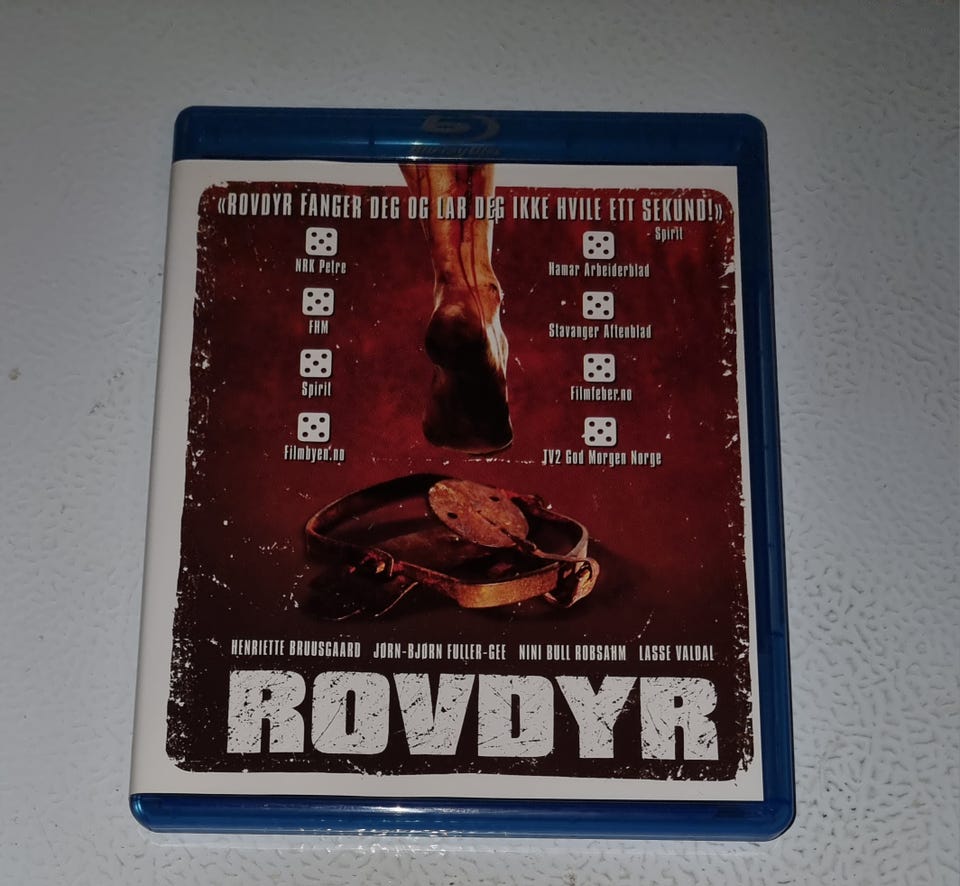 «ROVDYR FANGER DEG OG LAR DEG IKKE HVILE ETT SEKUND!»
- Spirit
NRK Petre
Hamar Arbeiderblad
FHM
Stavanger Aftenblad
Spirit
Filmfeber.no
Filmbyen.no
TV2 God Morgen Norge
HENRIETTE BRUUSGAARD JØRN-BJØRN FULLER-GEE NINI BULL ROBSAHM LASSE VALDAL
ROVDYR